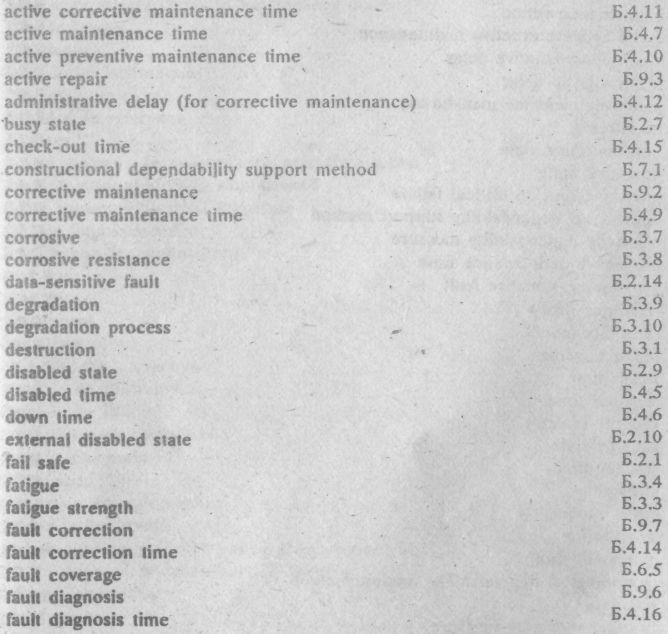 active corrective maintenance time Б.4.11
active maintenance time Б.4.7
active preventive maintenance time Б.4.10
active repair Б.9.3
administrative delay (for corrective maintenance) Б.4.12
busy state Б.2.7
check-out time Б.4.15
constructional dependability support method Б.7.1
corrective maintenance Б.9.2
corrective maintenance time Б.4.9
corrosive Б.3.7
corrosive resistance Б.3.8
data-sensitive fault Б.2.14
degradation Б.3.9
degradation process Б.3.10
destruction Б.3.1
disabled state Б.2.9
disabled time Б.4.5
down time Б.4.6
external disabled state Б.2.10
fail safe Б.2.1
fatigue Б.3.4
fatigue strength Б.3.3
fault correction Б.9.7
fault correction time Б.4.14
fault coverage Б.6.5
fault diagnosis Б.9.6
fault diagnosis time Б.4.16